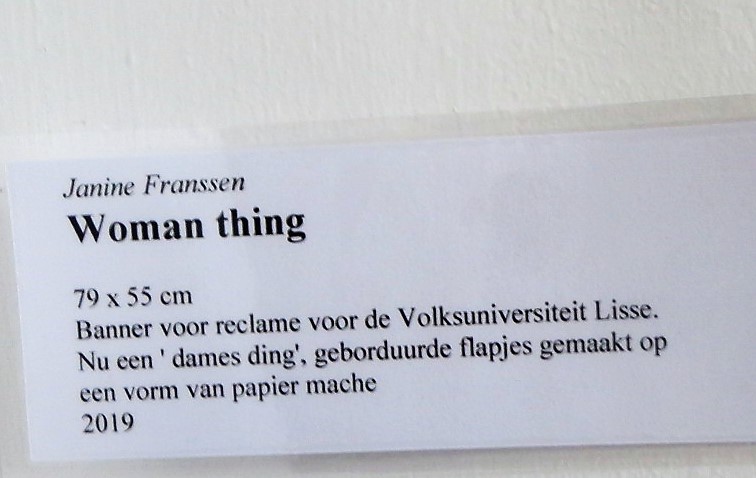 Janine Franssen
Woman thing
79 x 55 cm
Banner voor reclame voor de Volksuniversiteit Lisse.
Nu een ' dames ding', geborduurde flapjes gemaakt op
een vorm van papier mache
2019